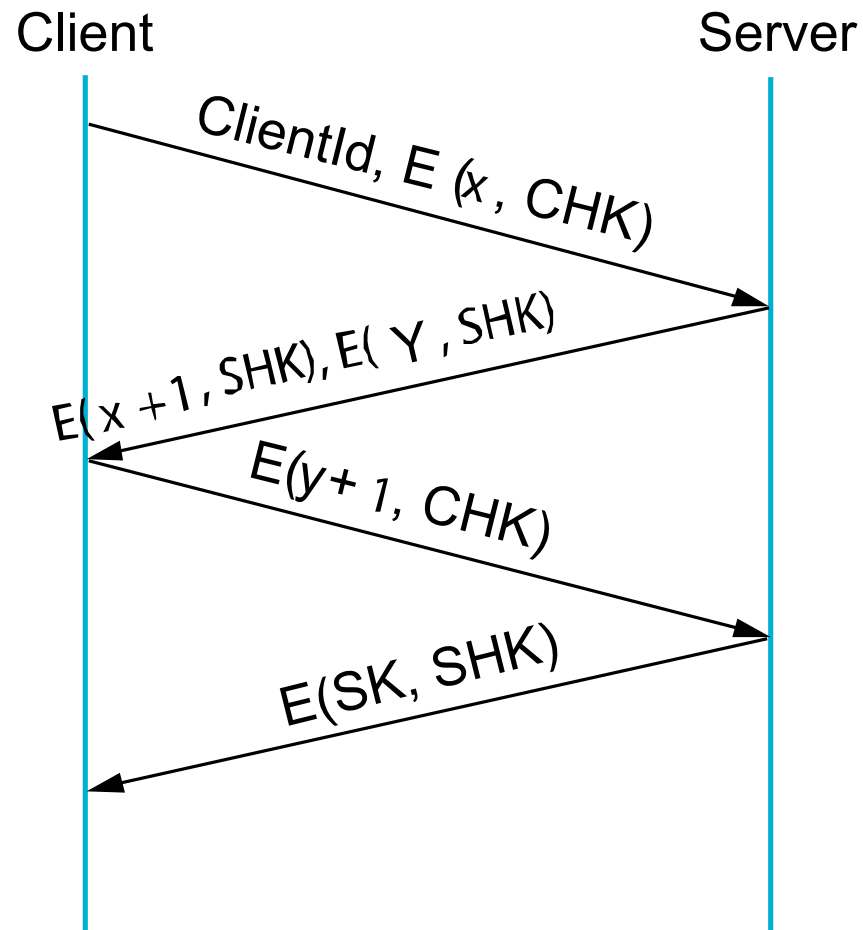 Client
Server
ClientId, E (x, CHK)
E( x +1, SHK), E( Y , SHK)
E(y+ 1, CHK)
E(SK, SHK)